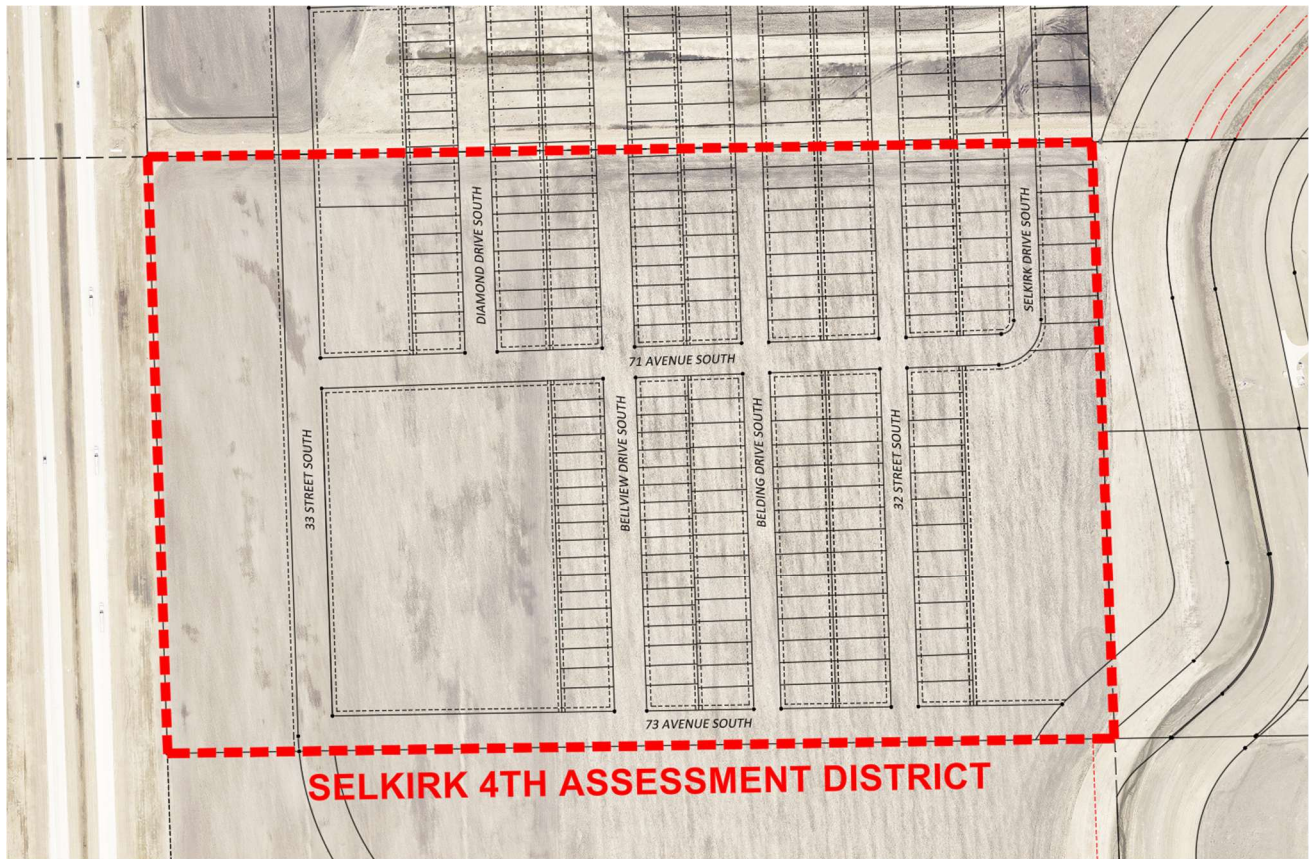 DIAMOND DRIVE SOUTH
SELKIRK DRIVE SOUTH
71 AVENUE SOUTH
33 STREET SOUTH
BELLVIEW DRIVE SOUTH
BELDING DRIVE SOUTH
32 STREET SOUTH
73 AVENUE SOUTH
SELKIRK 4TH ASSESSMENT DISTRICT